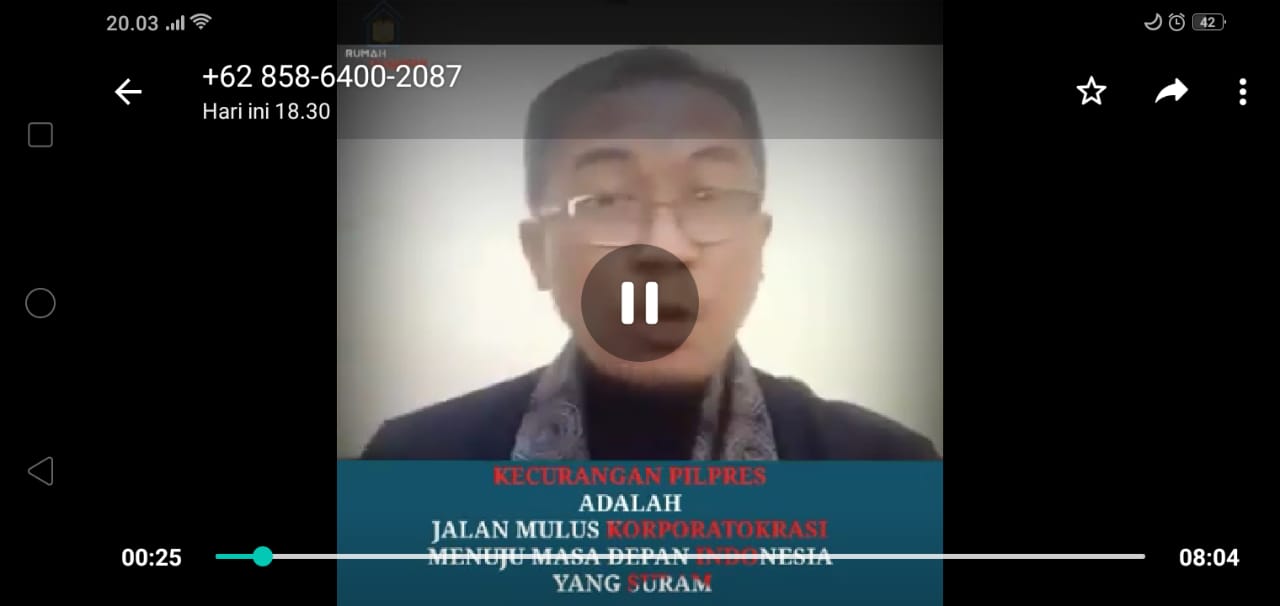 20.03
42
RUMAH
+62 858-6400-2087
Hari ini 18.30
KECURANGAN PILPRES
ADALAH
JALAN MULUS KORPORATOKRASI
MENUJU MASA DEPAN INDONESIA
YANG SURAM
00:25
08:04